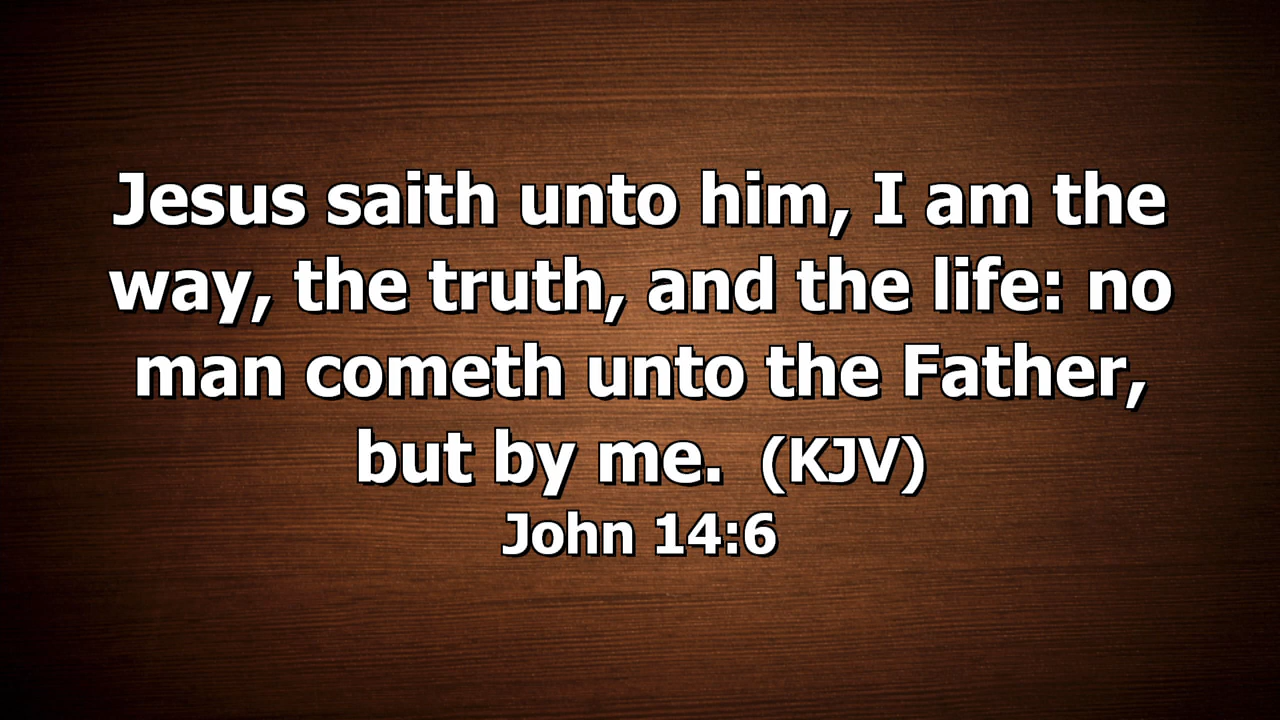 Jesus saith unto him, I am the
way, the truth, and the life: no
man cometh unto the Father,
but by me. (KJV)
John 14:6